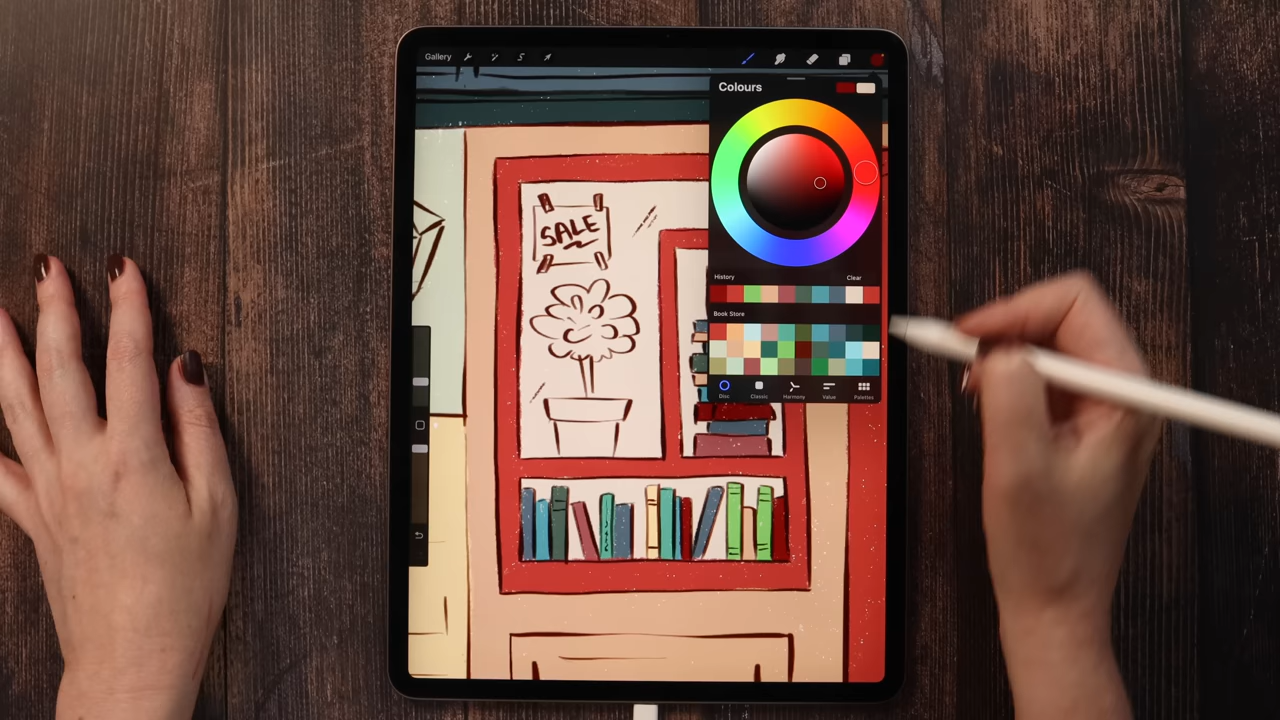 Gallery
Colours
SALE
History Clear
Book Store
Disc Classic Harmony Value Palettes